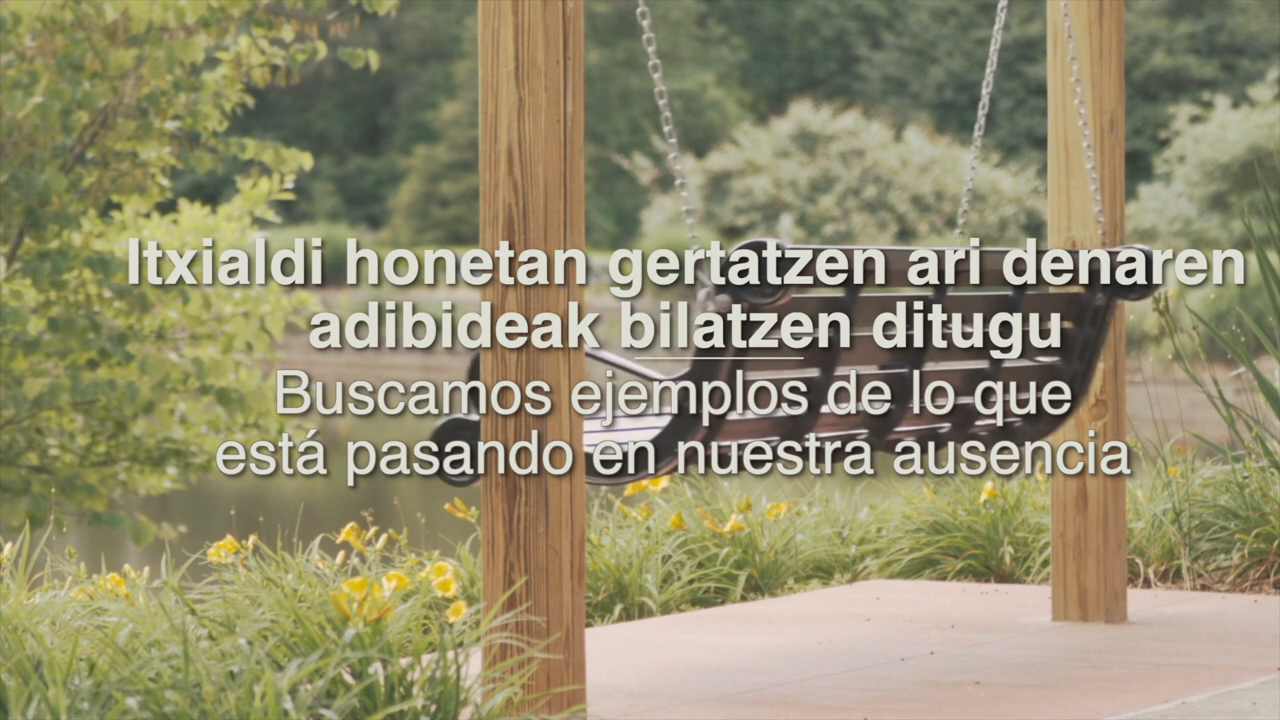 Itxialdi honetan gertatzen ari denaren
adibideak bilatzen ditugu
Buscamos ejemplos de lo que
está pasando en nuestra ausencia